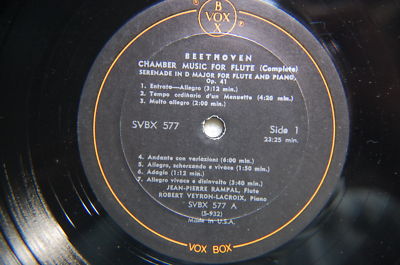 B
VOX
X
BEETHOVEN
CHAMBER MUSIC FOR FLUTE (Complete)
SERENADE IN D MAJOR FOR FLUTE AND PIANO,
Op. 41
1. Entrata—Allegro (3:12 min.)
2. Tempo ordinario d'un Menuetto (4:26 min.)
3. Molto allegro (2:00 min.)
SVBX 577
Side 1
23:25 min.
4. Andante con variazioni (6:00 min.)
5. Allegro, scherzando e vivace (1:50 min.)
6. Adagio (1:12 min.)
7. Allegro vivace e disinvolto (3:40 min.)
JEAN-PIERRE RAMPAL, Flute
ROBERT VEYRON-LACROIX, Piano
SVBX 577 A
(S-932)
Made in U.S.A.
VOX BOX